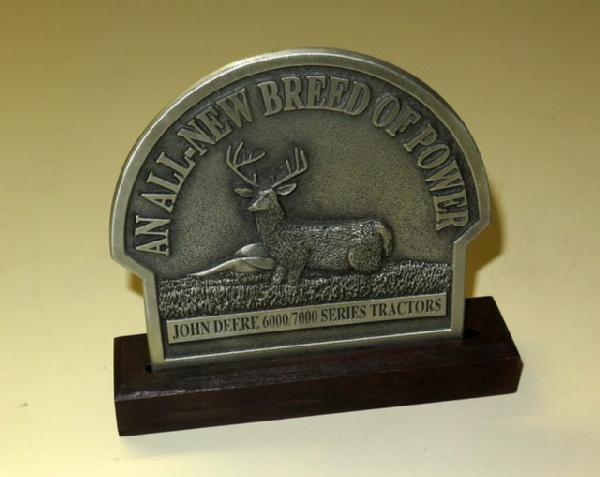 AN ALL-NEW BREED OF POWER
JOHN DEERE 6000/7000 SERIES TRACTORS